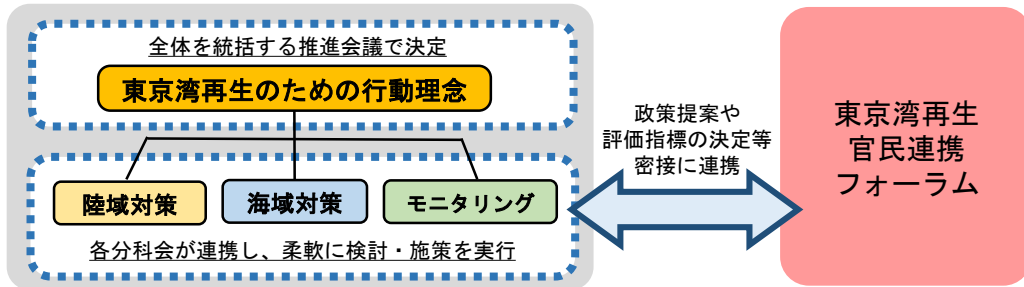 全体を統括する推進会議で決定
東京湾再生のための行動理念
陸域対策
海域対策
モニタリング
各分科会が連携し、柔軟に検討・施策を実行
政策提案や
評価指標の決定等
密接に連携
東京湾再生
官民連携
フォーラム